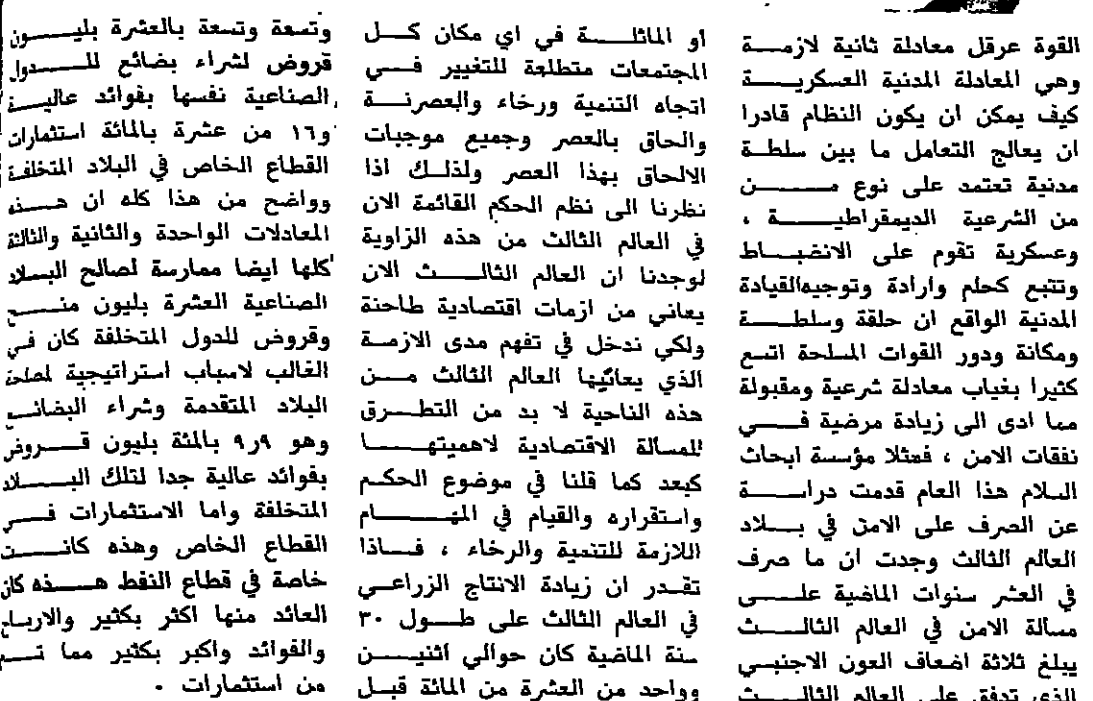 القوة عرقل معادلة ثانية لازمة
وهي المعادلة المدنية العسكرية
كيف يمكن ان يكون النظام قادرا
ان يعالج التعامل ما بين سلطة
مدنية تعتمد على نوع من
من الشرعية الديمقراطية ،
وعسكرية تقوم على الانضباط
وتتبع كحلم وارادة وتوجيهالقيادة
المدنية الواقع ان حلقة وسلطة
ومكانة ودور القوات المسلحة اتسع
كثيرا بغياب معادلة شرعية ومقبولة
مما ادى الى زيادة مرضية في
نفقات الامن ، فمثلا مؤسسة ابحاث
السلام هذا العام قدمت دراسة
عن الصرف على الامن في بلاد
العالم الثالث وجدت ان ما صرف
في العشر سنوات الماضية على
مسألة الامن في العالم الثالث
يبلغ ثلاثة اضعاف العون الاجنبي
الذي تدفق على العالم الثالث
أو الماثلة في اي مكان كل
المجتمعات متطلعة للتغيير في
اتجاه التنمية ورخاء والعصرنة
والحاق بالعصر وجميع موجبات
الالحاق بهذا العصر ولذلك اذا
نظرنا الى نظم الحكم القائمة الان
في العالم الثالث من هذه الزاوية
لوجدنا ان العالم الثالث الان
يعاني من ازمات اقتصادية طاحنة
ولكي ندخل في تفهم مدى الازمة
الذي يعانيها العالم الثالث من
هذه الناحية لا بد من التطرق
للمسالة الاقتصادية لاهميتها
كبعد كما قلنا في موضوع الحكم
واستقراره والقيام في المهام
اللازمة للتنمية والرخاء ، فاذا
تقدر ان زيادة الانتاج الزراعي
في العالم الثالث على طول ٣٠
سنة الماضية كان حوالي اثنين
وواحد من العشرة من المائة قبل
وتسعة وتسعة بالعشرة بليون
قروض لشراء بضائع للدول
الصناعية نفسها بفوائد عالية
و١٦ من عشرة بالمائة استثمارات
القطاع الخاص في البلاد المتخلفة
وواضح من هذا كله ان هذه
المعادلات الواحدة والثانية والثالثة
كلها ايضا ممارسة لصالح البلاد
الصناعية العشرة بليون منح
وقروض للدول المتخلفة كان في
الغالب لاسباب استراتيجية لصلحة
البلاد المتقدمة وشراء البضائع
وهو ٩ر٩ بالمئة بليون قروض
بفوائد عالية جدا لتلك البلاد
المتخلفة واما الاستثمارات في
القطاع الخاص وهذه كانت
خاصة في قطاع النفط هذه كان
العائد منها اكثر بكثير والارباح
والفوائد واكبر بكثير مما تم
من استثمارات .